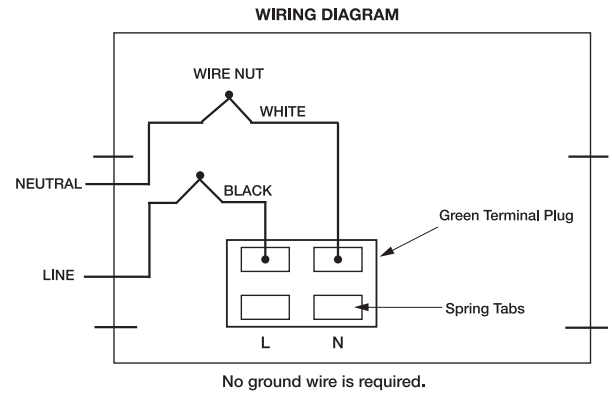 WIRING DIAGRAM
WIRE NUT
WHITE
NEUTRAL
BLACK
Green Terminal Plug
LINE
Spring Tabs
L N
No ground wire is required.